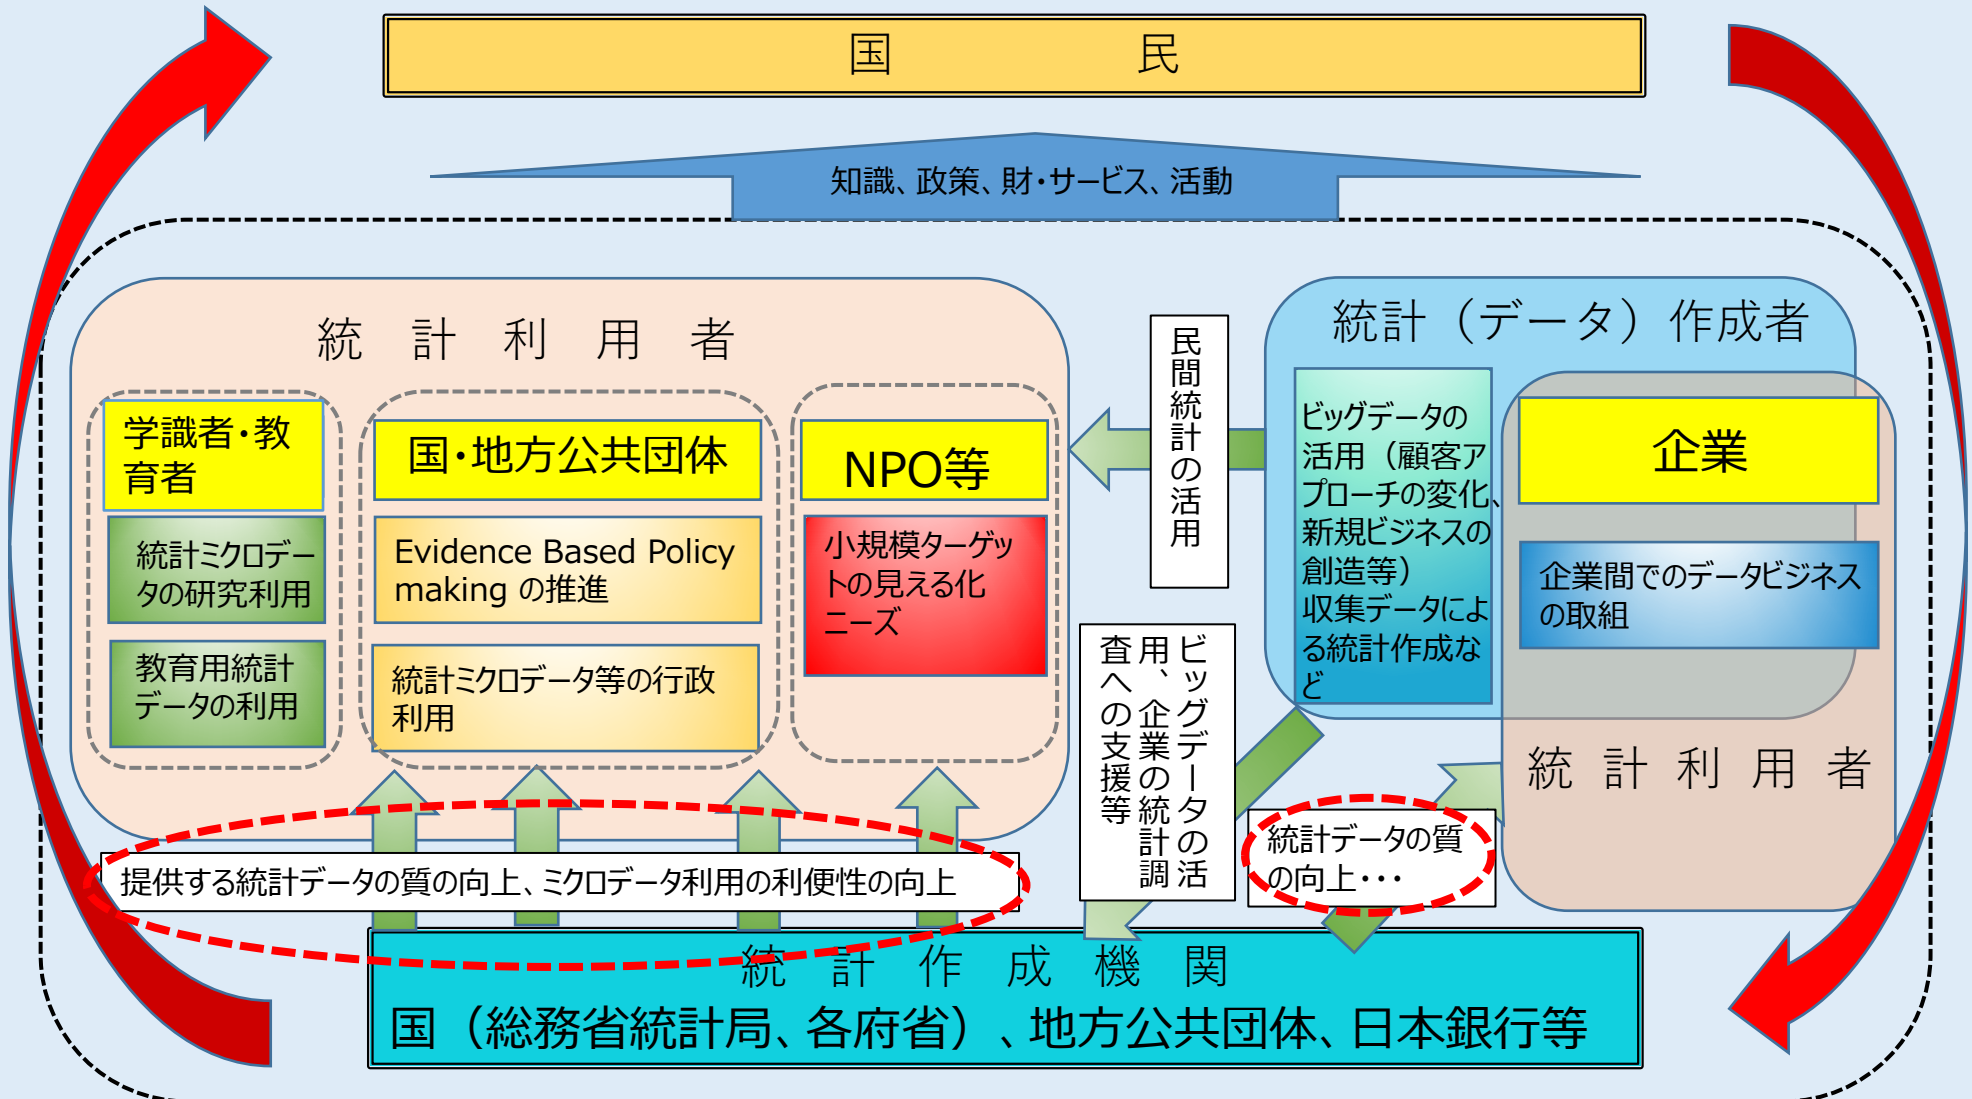 国　　　　　民
知識、政策、財・サービス、活動
統　計　利　用　者
学識者・教
育者
統計ミクロデー
タの研究利用
教育用統計
データの利用
国・地方公共団体
Evidence Based Policy
making の推進
統計ミクロデータ等の行政
利用
NPO等
小規模ターゲッ
トの見える化
ニーズ
民間統計の活用
統計（データ）作成者
ビッグデータの
活用（顧客ア
プローチの変化、
新規ビジネスの
創造等）
収集データによ
る統計作成な
ど
企業
企業間でのデータビジネス
の取組
統　計　利　用　者
ビッグデータの活
用、企業の統計調
査への支援等
統計データの質
の向上・・・
提供する統計データの質の向上、ミクロデータ利用の利便性の向上
統　計　作　成　機　関
国（総務省統計局、各府省）、地方公共団体、日本銀行等